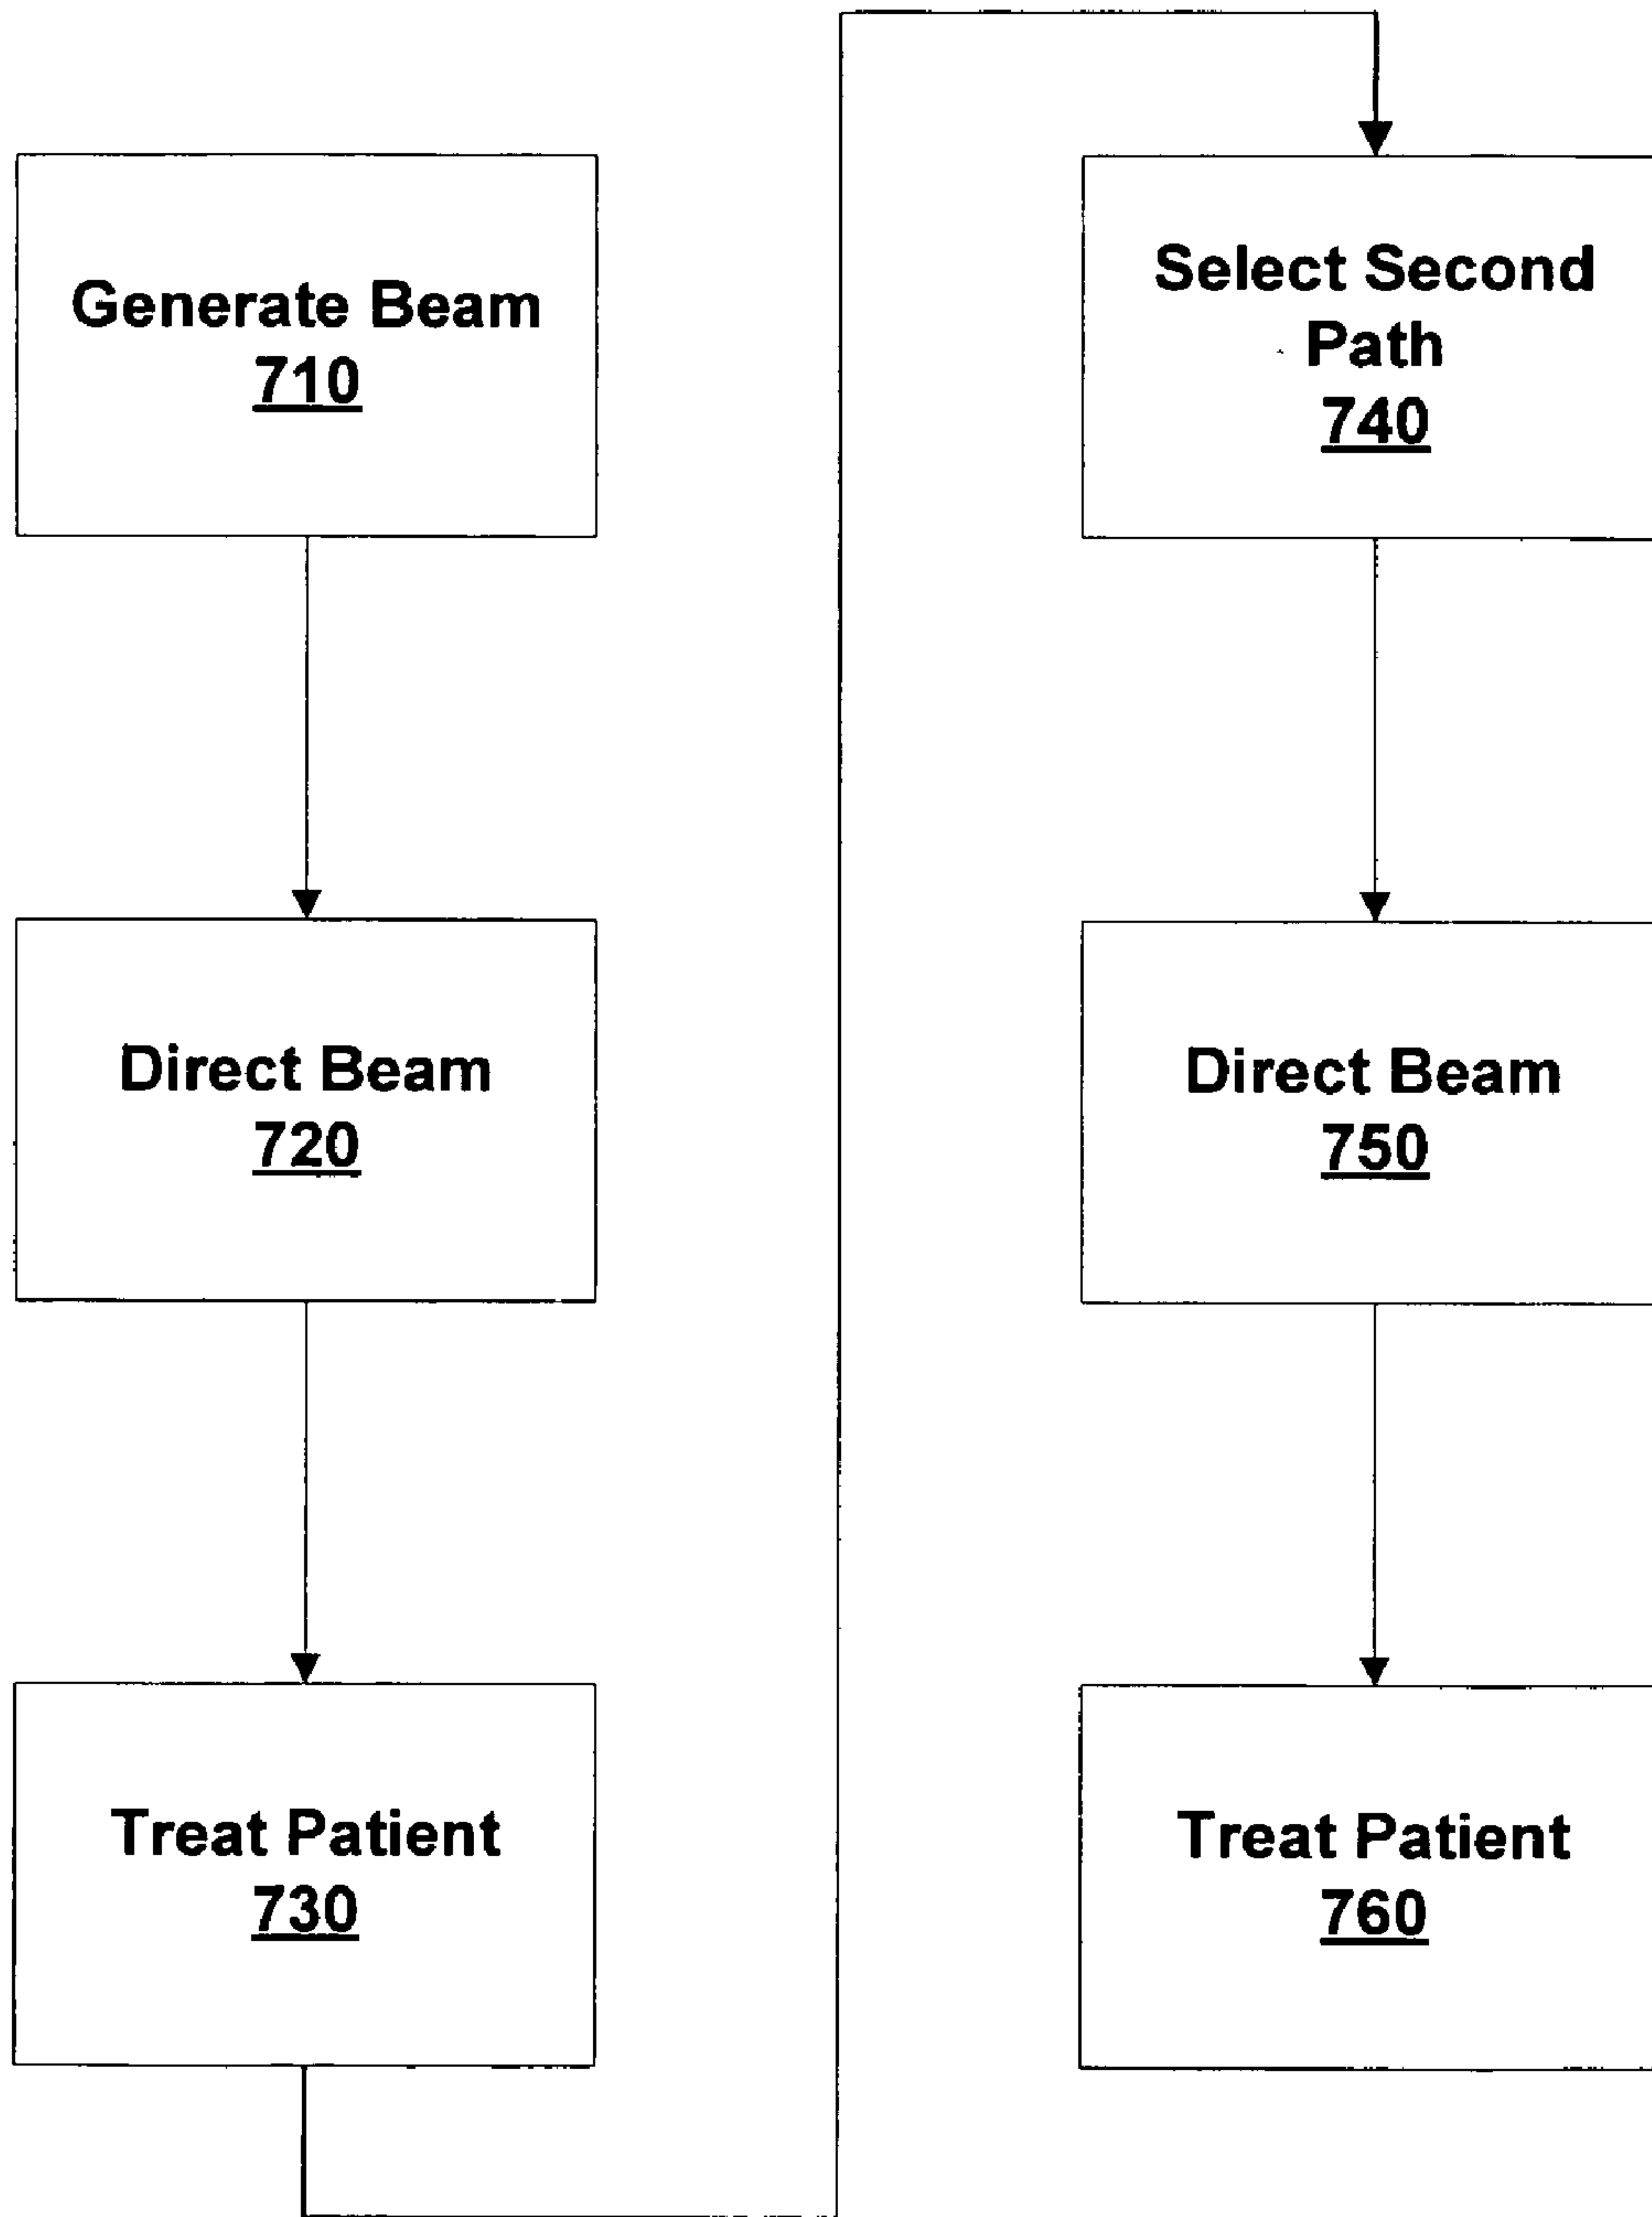 Generate Beam
710
Direct Beam
720
Treat Patient
730
Select Second
Path
740
Direct Beam
750
Treat Patient
760